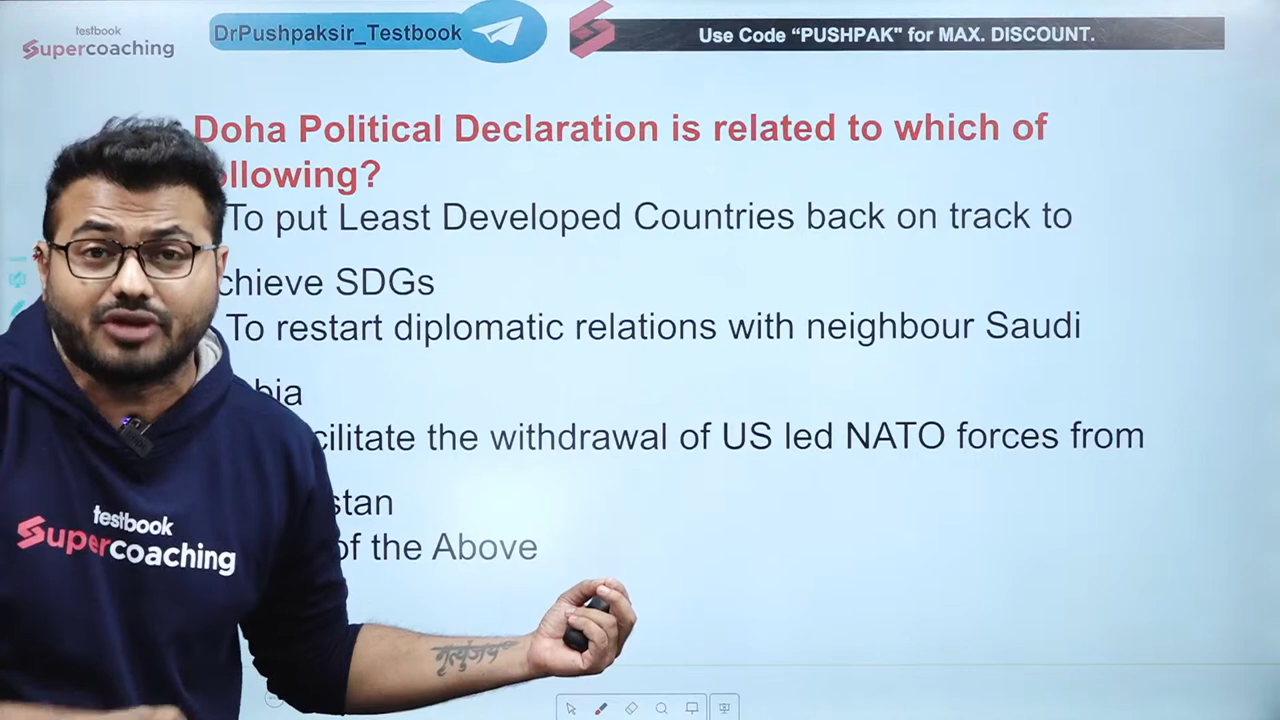 testbook
Supercoaching
DrPushpaksir_Testbook
Use Code “PUSHPAK" for MAX. DISCOUNT.
Doha Political Declaration is related to which of
ollowing?
To put Least Developed Countries back on track to
chieve SDGs
To restart diplomatic relations with neighbour Saudi
bia
cilitate the withdrawal of US led NATO forces from
stan
of the Above
testbook
Supercoaching
मृत्युंजय